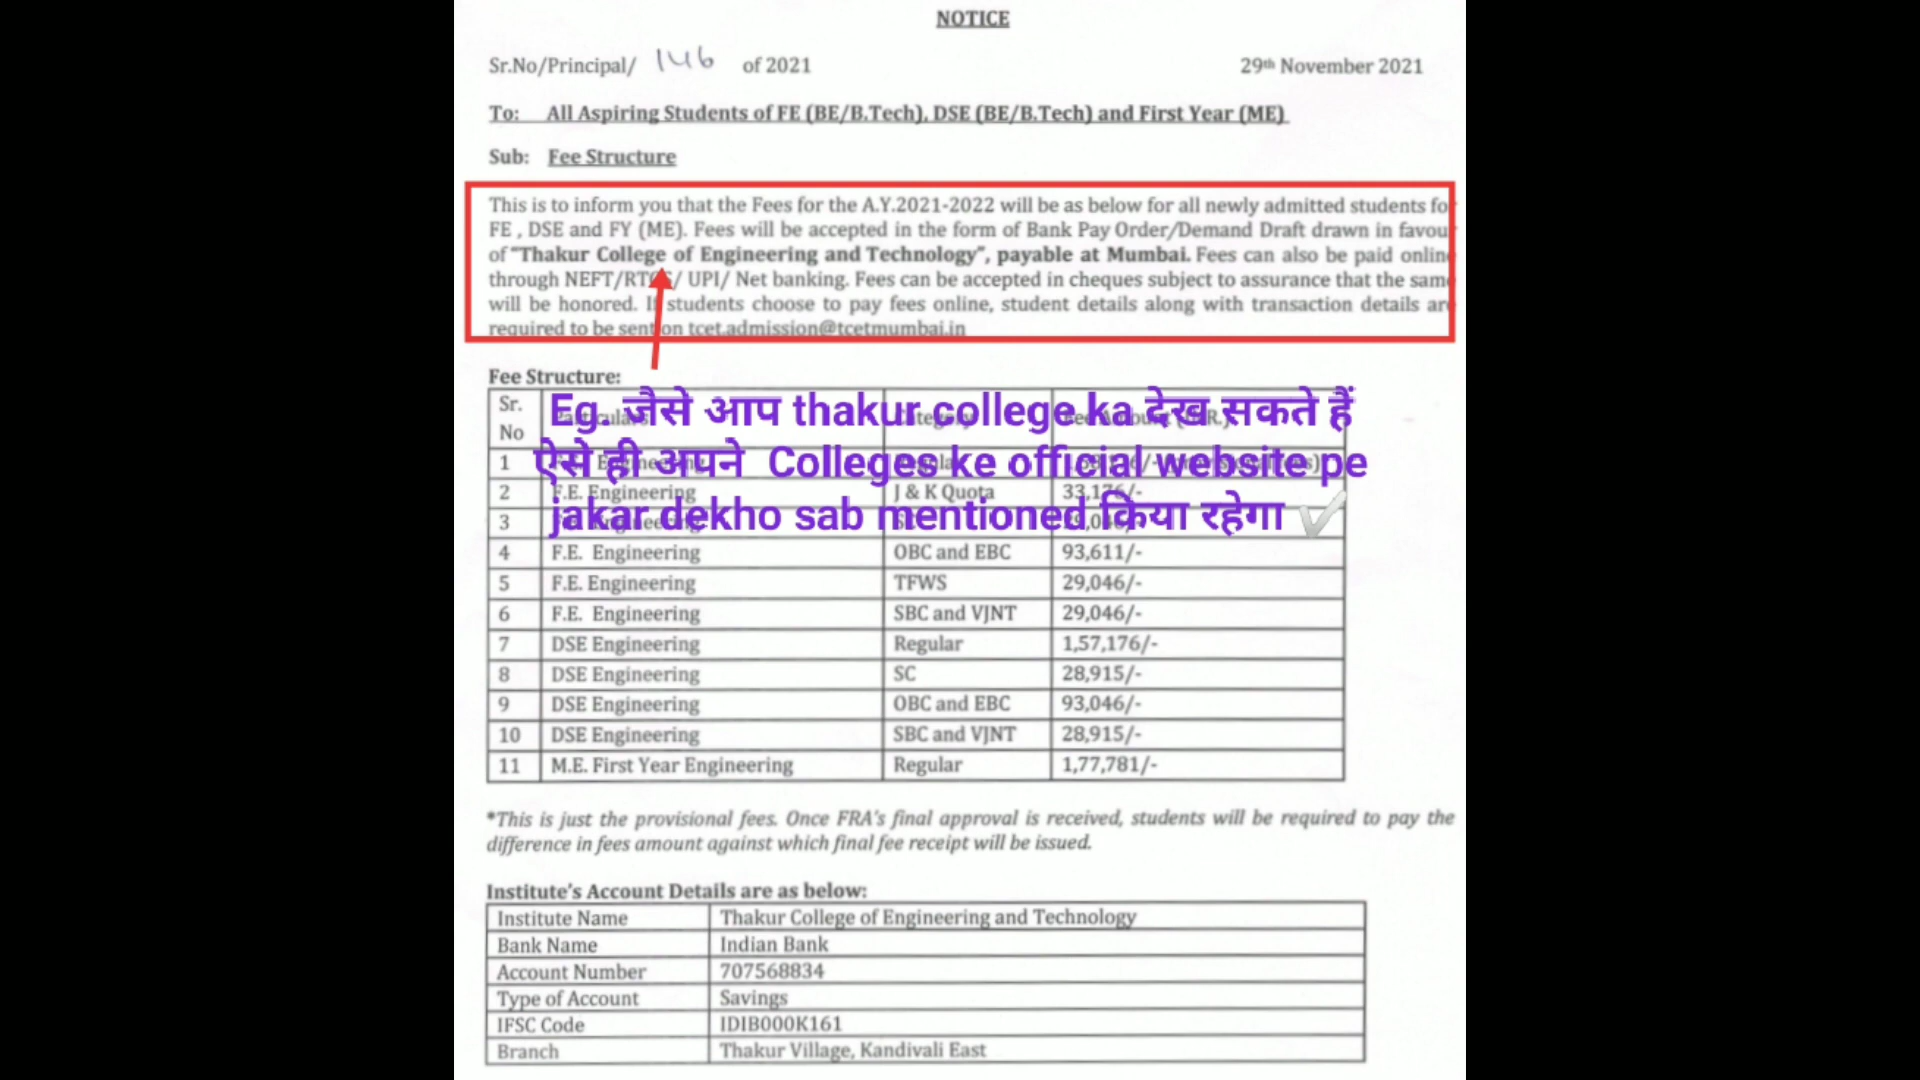 NOTICE
Sr.No/Principal/ 146 of 2021
29th November 2021
To: All Aspiring Students of FE (BE/B.Tech), DSE (BE/B.Tech) and First Year (ME)
Sub: Fee Structure
This is to inform you that the Fees for the A.Y.2021-2022 will be as below for all newly admitted students fo
FE , DSE and FY (ME). Fees will be accepted in the form of Bank Pay Order/Demand Draft drawn in favou
of "Thakur College of Engineering and Technology", payable at Mumbai. Fees can also be paid onlin
through NEFT/RTGS/ UPI/ Net banking. Fees can be accepted in cheques subject to assurance that the sam
will be honored. If students choose to pay fees online, student details along with transaction details ar
required to be sent on tcet.admission@tcetmumbai.in
Fee Structure:
Sr. No
Eg. जैसे आप thakur college ka देख सकते हैं
ऐसे ही अपने Colleges ke official website pe
jakar dekho sab mentioned किया रहेगा ✔️
1
2 F.E. Engineering J & K Quota 33,176/-
3
4 F.E. Engineering OBC and EBC 93,611/-
5 F.E. Engineering TFWS 29,046/-
6 F.E. Engineering SBC and VJNT 29,046/-
7 DSE Engineering Regular 1,57,176/-
8 DSE Engineering SC 28,915/-
9 DSE Engineering OBC and EBC 93,046/-
10 DSE Engineering SBC and VJNT 28,915/-
11 M.E. First Year Engineering Regular 1,77,781/-
*This is just the provisional fees. Once FRA's final approval is received, students will be required to pay the
difference in fees amount against which final fee receipt will be issued.
Institute's Account Details are as below:
Institute Name Thakur College of Engineering and Technology
Bank Name Indian Bank
Account Number 707568834
Type of Account Savings
IFSC Code IDIB000K161
Branch Thakur Village, Kandivali East